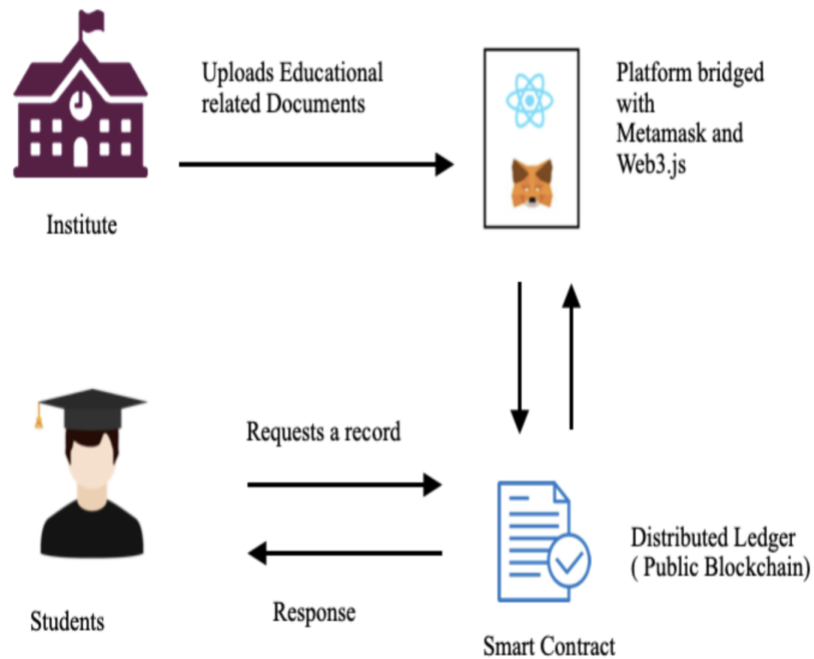 Uploads Educational
related Documents
Platform bridged
with
Metamask and
Web3.js
Institute
Requests a record
Distributed Ledger
( Public Blockchain)
Response
Students
Smart Contract